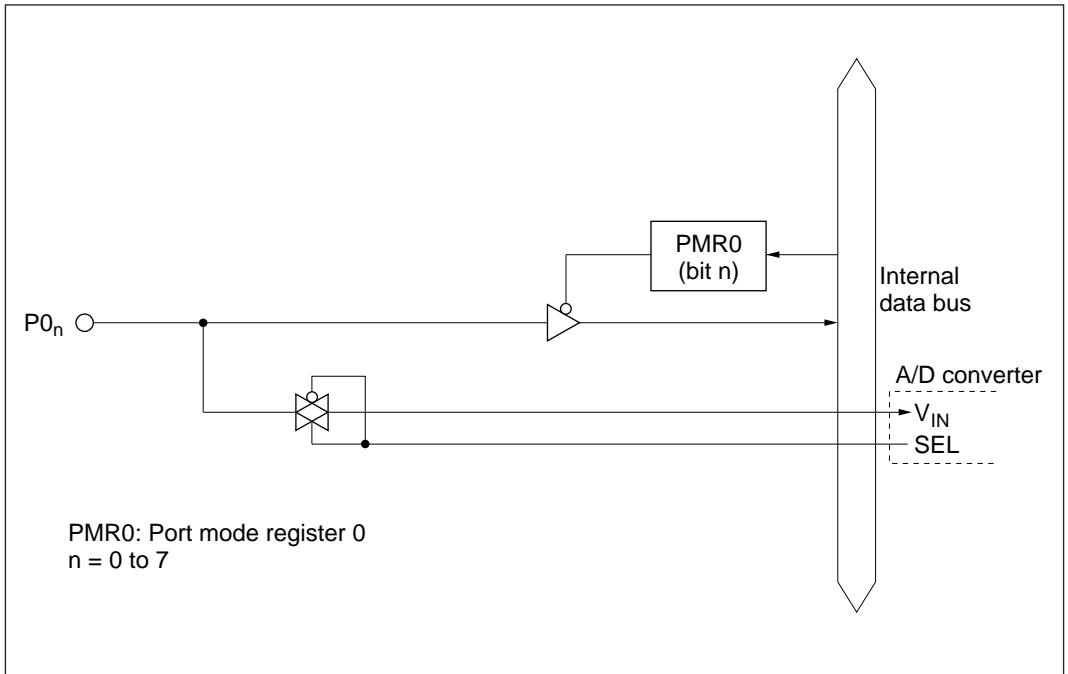 PMR0
(bit n)
Internal
data bus
P0n
A/D converter
VIN
SEL
PMR0: Port mode register 0
n = 0 to 7